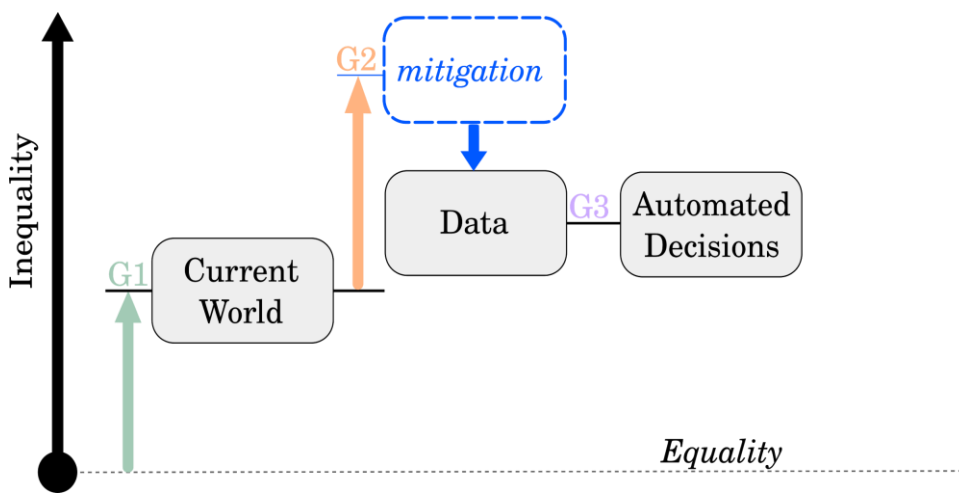 Inequality
G1
Current
World
G2
mitigation
Data
G3
Automated
Decisions
Equality